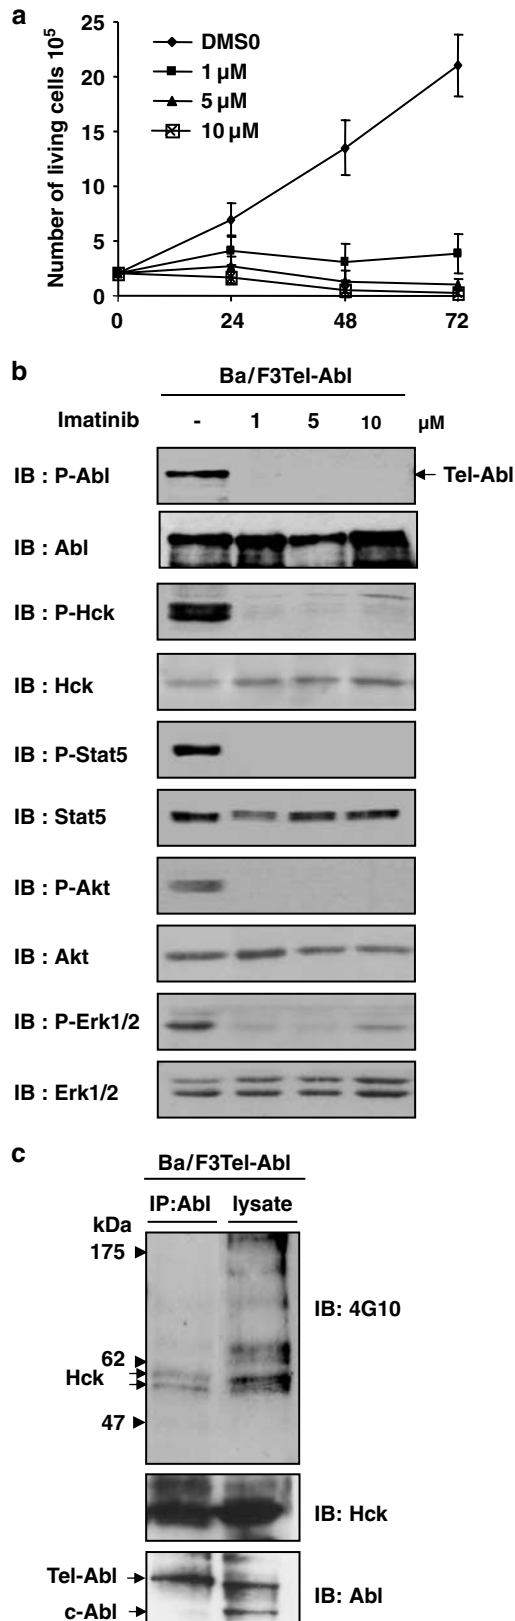 a
Number of living cells 10⁵
25
20
15
10
5
0
DMS0
1 µM
5 µM
10 µM
0 24 48 72
b
Ba/F3Tel-Abl
Imatinib - 1 5 10 µM
IB : P-Abl
Tel-Abl
IB : Abl
IB : P-Hck
IB : Hck
IB : P-Stat5
IB : Stat5
IB : P-Akt
IB : Akt
IB : P-Erk1/2
IB : Erk1/2
c
Ba/F3Tel-Abl
IP:Abl lysate
kDa
175
IB: 4G10
62
Hck
47
IB: Hck
Tel-Abl
IB: Abl
c-Abl